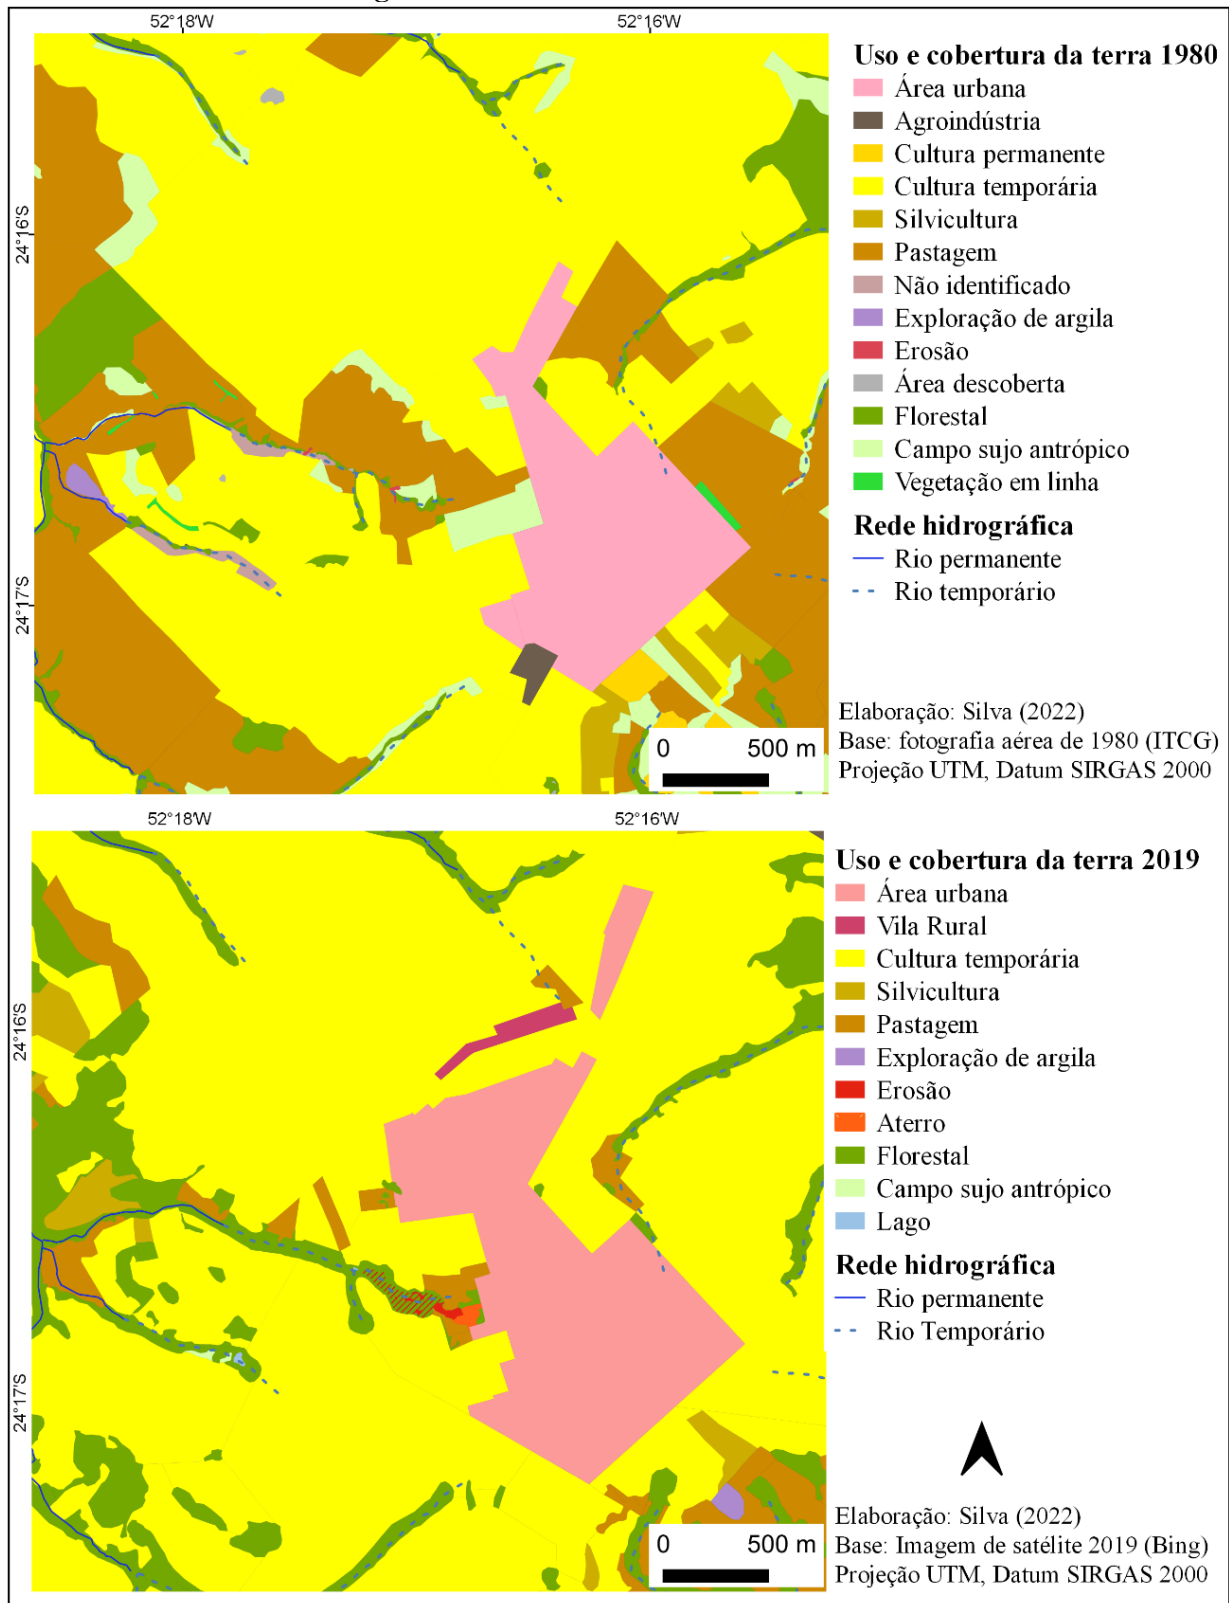 52°18'W
52°16'W
24°16'S
24°17'S
Uso e cobertura da terra 1980
Área urbana
Agroindústria
Cultura permanente
Cultura temporária
Silvicultura
Pastagem
Não identificado
Exploração de argila
Erosão
Área descoberta
Florestal
Campo sujo antrópico
Vegetação em linha
Rede hidrográfica
Rio permanente
Rio temporário
Elaboração: Silva (2022)
Base: fotografia aérea de 1980 (ITCG)
Projeção UTM, Datum SIRGAS 2000
0 500 m
52°18'W
52°16'W
24°16'S
24°17'S
Uso e cobertura da terra 2019
Área urbana
Vila Rural
Cultura temporária
Silvicultura
Pastagem
Exploração de argila
Erosão
Aterro
Florestal
Campo sujo antrópico
Lago
Rede hidrográfica
Rio permanente
Rio Temporário
Elaboração: Silva (2022)
Base: Imagem de satélite 2019 (Bing)
Projeção UTM, Datum SIRGAS 2000
0 500 m